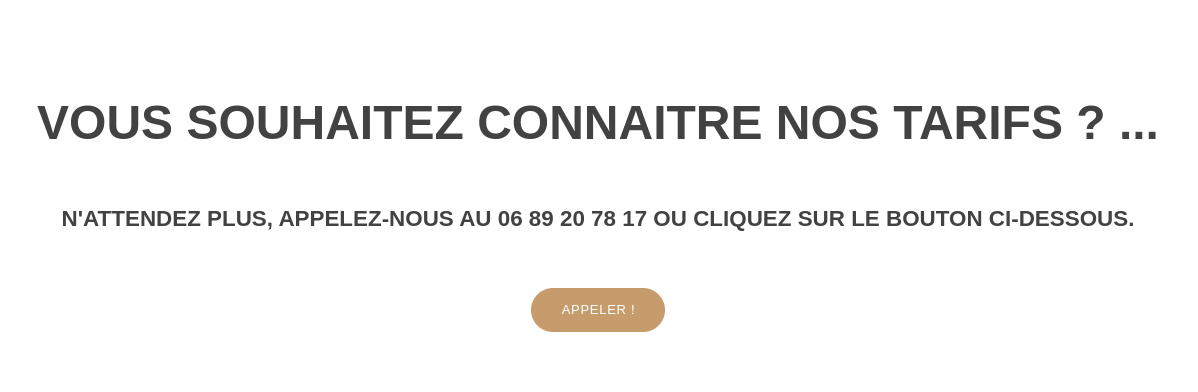 VOUS SOUHAITEZ CONNAITRE NOS TARIFS ? ...
N'ATTENDEZ PLUS, APPELEZ-NOUS AU 06 89 20 78 17 OU CLIQUEZ SUR LE BOUTON CI-DESSOUS.
APPELER !